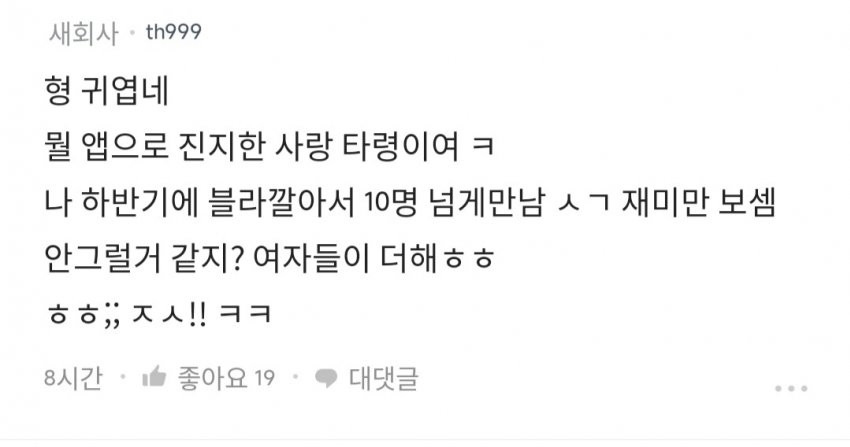 새회사 · th999
형 귀엽네
뭘 앱으로 진지한 사랑 타령이여 ㅋ
나 하반기에 블라깔아서 10명 넘게만남 ㅅㄱ 재미만 보셈
안그럴거 같지? 여자들이 더해ㅎㅎ
ㅎㅎ;; ㅈㅅ!! ㅋㅋ
8시간 · 좋아요 19 · 대댓글